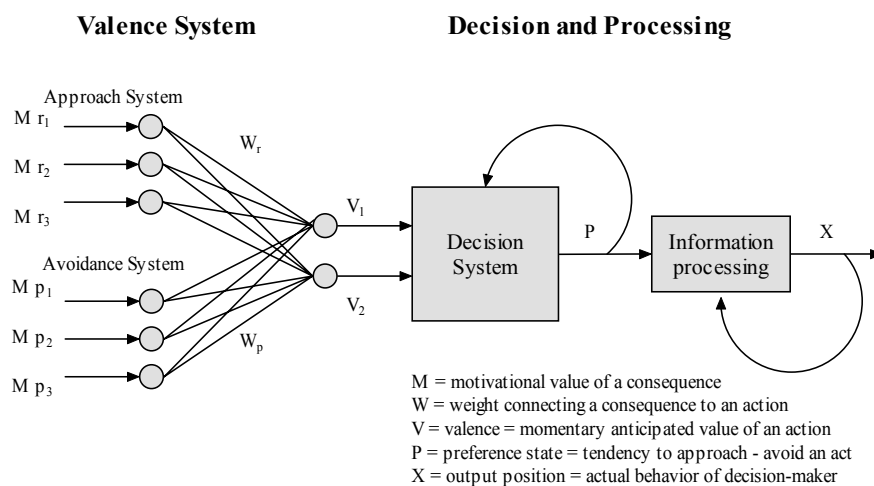 Valence System
Decision and Processing
Approach System
M r1
M r2
M r3
Wr
Avoidance System
M p1
M p2
M p3
Wp
V1
V2
Decision
System
P
Information
processing
X
M = motivational value of a consequence
W = weight connecting a consequence to an action
V = valence = momentary anticipated value of an action
P = preference state = tendency to approach - avoid an act
X = output position = actual behavior of decision-maker